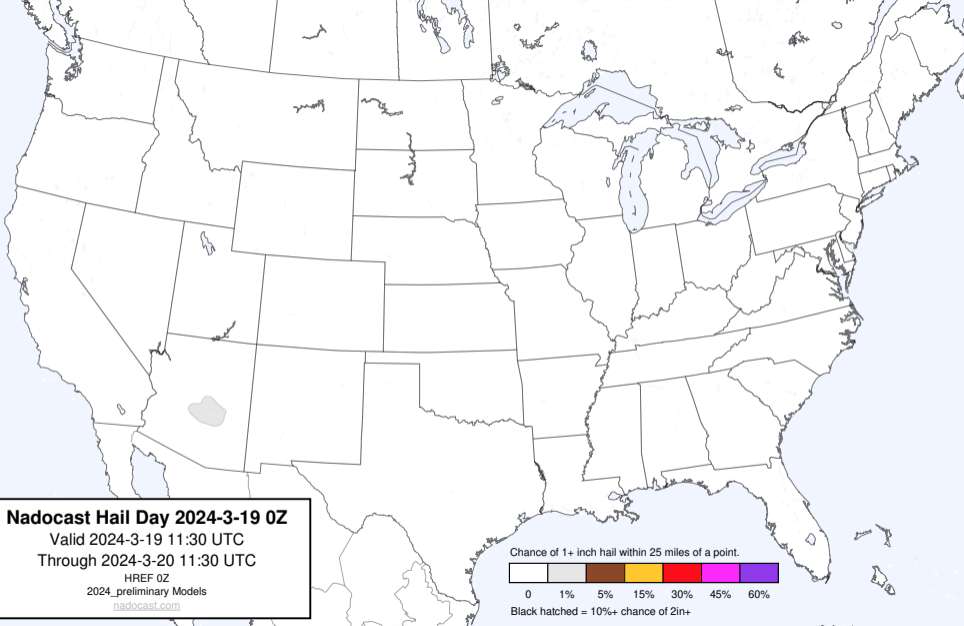 Nadocast Hail Day 2024-3-19 0Z
Valid 2024-3-19 11:30 UTC
Through 2024-3-20 11:30 UTC
HREF 0Z
2024_preliminary Models
nadocast.com
Chance of 1+ inch hail within 25 miles of a point.
0 1% 5% 15% 30% 45% 60%
Black hatched = 10%+ chance of 2in+